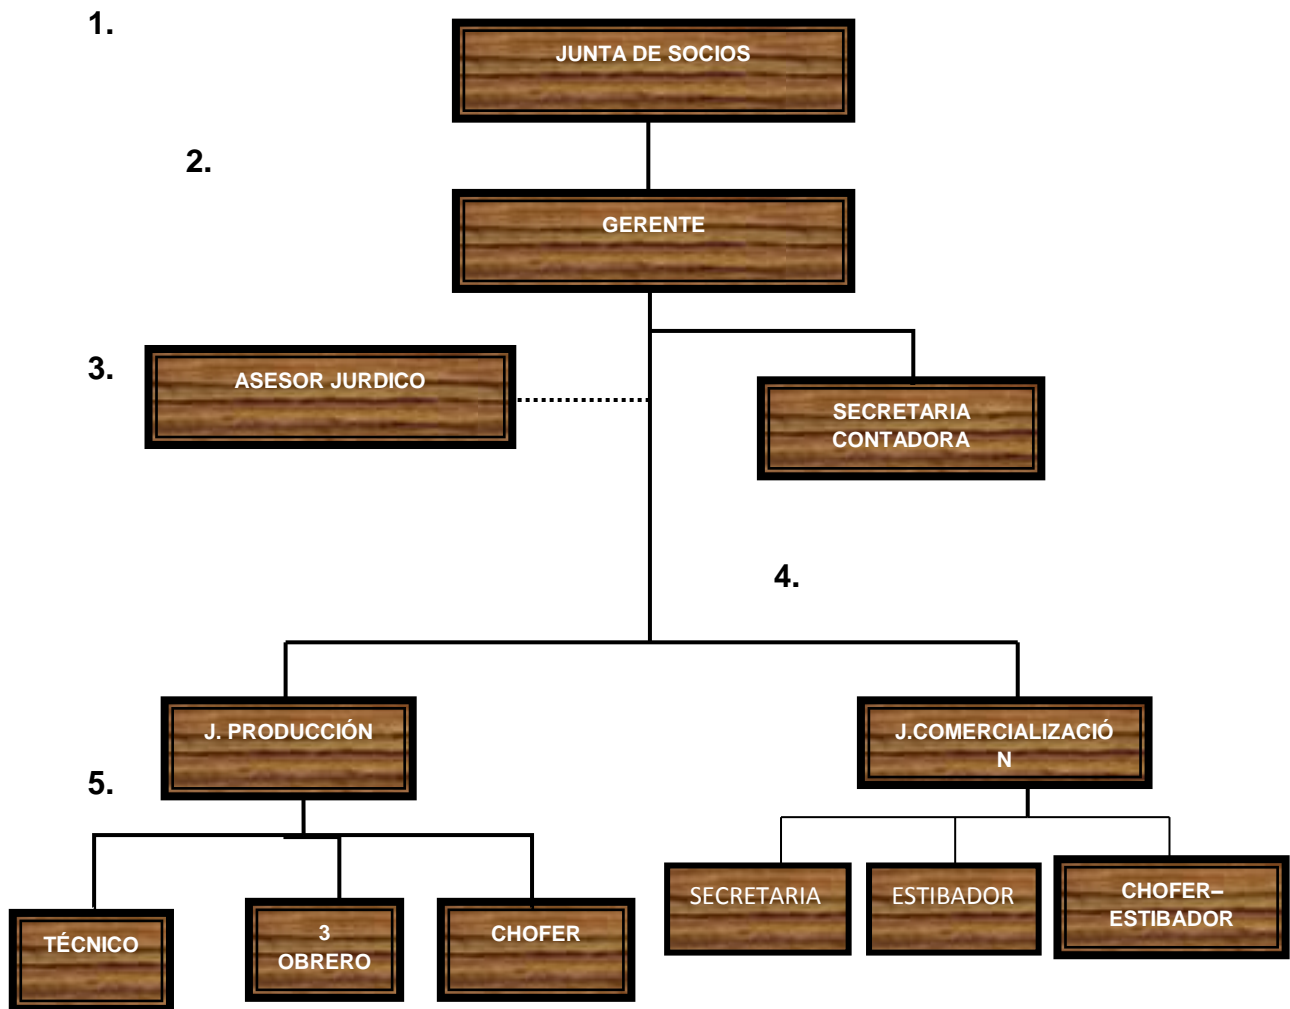 1.
JUNTA DE SOCIOS
2.
GERENTE
3.
ASESOR JURDICO
SECRETARIA
CONTADORA
4.
J. PRODUCCIÓN
J.COMERCIALIZACIÓ
N
5.
TÉCNICO
3
OBRERO
CHOFER
SECRETARIA
ESTIBADOR
CHOFER–
ESTIBADOR